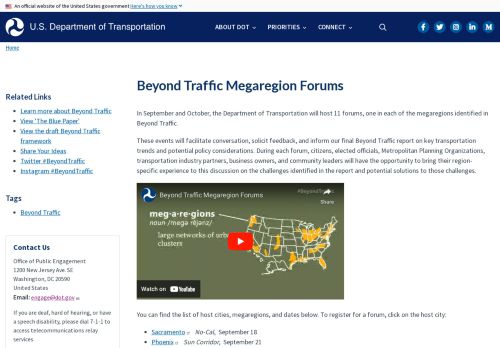 An official website of the United States government Here's how you know
U.S. Department of Transportation
ABOUT DOT
PRIORITIES
CONNECT
Home
Related Links
Learn more about Beyond Traffic
View 'The Blue Paper'
View the draft Beyond Traffic
framework
Share Your Ideas
Twitter #BeyondTraffic
Instagram #BeyondTraffic
Tags
Beyond Traffic
Contact Us
Office of Public Engagement
1200 New Jersey Ave. SE
Washington, DC 20590
United States
Email: engage@dot.gov
If you are deaf, hard of hearing, or have
a speech disability, please dial 7-1-1 to
access telecommunications relay
services.
Beyond Traffic Megaregion Forums
In September and October, the Department of Transportation will host 11 forums, one in each of the megaregions identified in
Beyond Traffic.
These events will facilitate conversation, solicit feedback, and inform our final Beyond Traffic report on key transportation
trends and potential policy considerations. During each forum, citizens, elected officials, Metropolitan Planning Organizations,
transportation industry partners, business owners, and community leaders will have the opportunity to bring their region-
specific experience to this discussion on the challenges identified in the report and potential solutions to those challenges.
Beyond Traffic Megaregion Forums
#Beyond
Share
meg·a·re·gions
noun /megə rējənz/
large networks of urban
clusters
Watch on YouTube
You can find the list of host cities, megaregions, and dates below. To register for a forum, click on the host city:
Sacramento No-Cal, September 18
Phoenix Sun Corridor, September 21